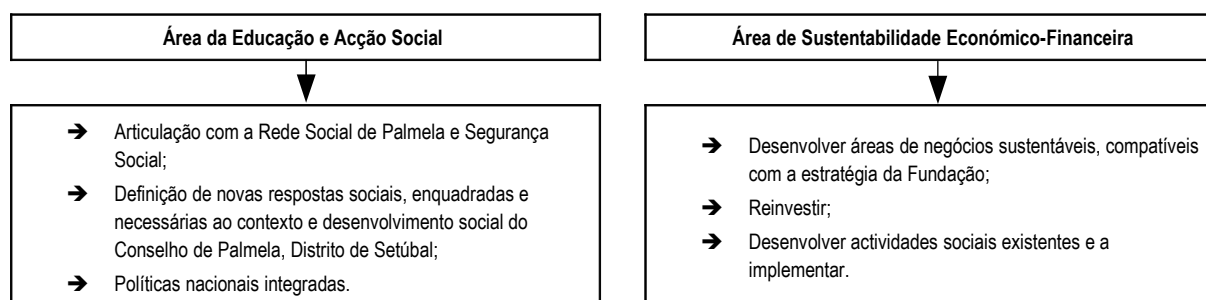 Área da Educação e Acção Social
➔ Articulação com a Rede Social de Palmela e Segurança
Social;
➔ Definição de novas respostas sociais, enquadradas e
necessárias ao contexto e desenvolvimento social do
Conselho de Palmela, Distrito de Setúbal;
➔ Políticas nacionais integradas.
Área de Sustentabilidade Económico-Financeira
➔ Desenvolver áreas de negócios sustentáveis, compatíveis
com a estratégia da Fundação;
➔ Reinvestir;
➔ Desenvolver actividades sociais existentes e a
implementar.